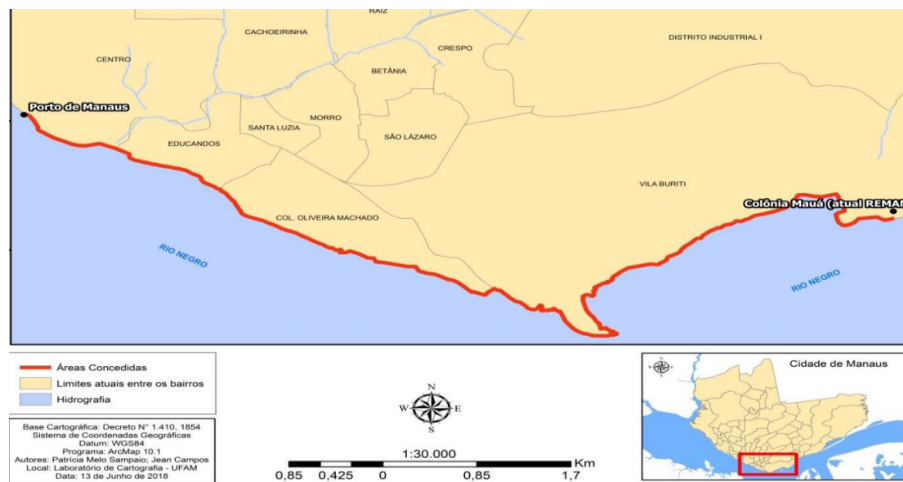 RAIZ
CACHOEIRINHA
DISTRITO INDUSTRIAL I
CRESPO
CENTRO
BETÂNIA
Porto de Manaus
MORRO
SANTA LUZIA
SÃO LÁZARO
EDUCANDOS
VILA BURITI
Colônia Mauá (atual REMAN
COL. OLIVEIRA MACHADO
RIO NEGRO
RIO NEGRO
Áreas Concedidas
Limites atuais entre os bairros
Hidrografia
Base Cartográfica: Decreto N° 1.410, 1854
Sistema de Coordenadas Geográficas
Datum: WGS84
Programa: ArcMap 10.1
Autores: Patrícia Melo Sampaio; Jean Campos
Local: Laboratório de Cartografia - UFAM
Data: 13 de Junho de 2018
N
W E
S
1:30.000
Km
0,85 0,425 0 0,85 1,7
Cidade de Manaus